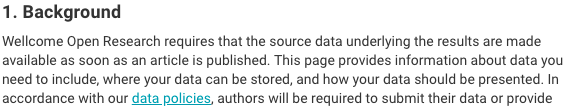 1. Background
Wellcome Open Research requires that the source data underlying the results are made
available as soon as an article is published. This page provides information about data you
need to include, where your data can be stored, and how your data should be presented. In
accordance with our data policies, authors will be required to submit their data or provide